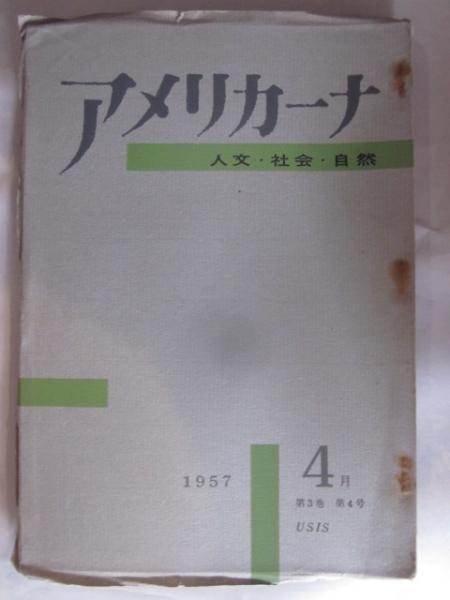 アメリカーナ
人文・社会・自然
1957 4月
第3巻 第4号
USIS